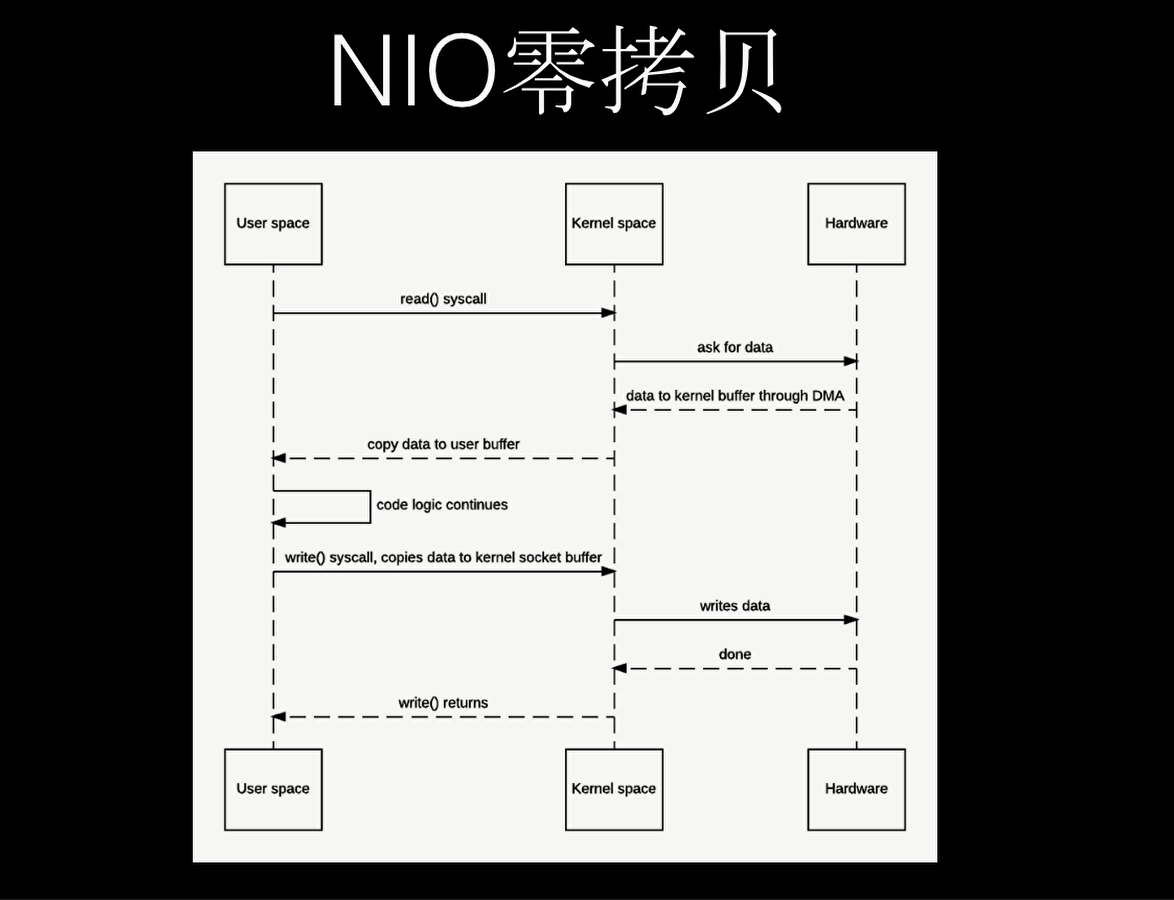 NIO零拷贝
User space
Kernel space
Hardware
read() syscall
ask for data
data to kernel buffer through DMA
copy data to user buffer
code logic continues
write() syscall, copies data to kernel socket buffer
writes data
done
write() returns
User space
Kernel space
Hardware